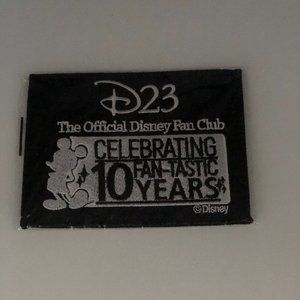 D23
The Official Disney Fan Club
CELEBRATING
10 FAN-TASTIC
YEARS
©Disney